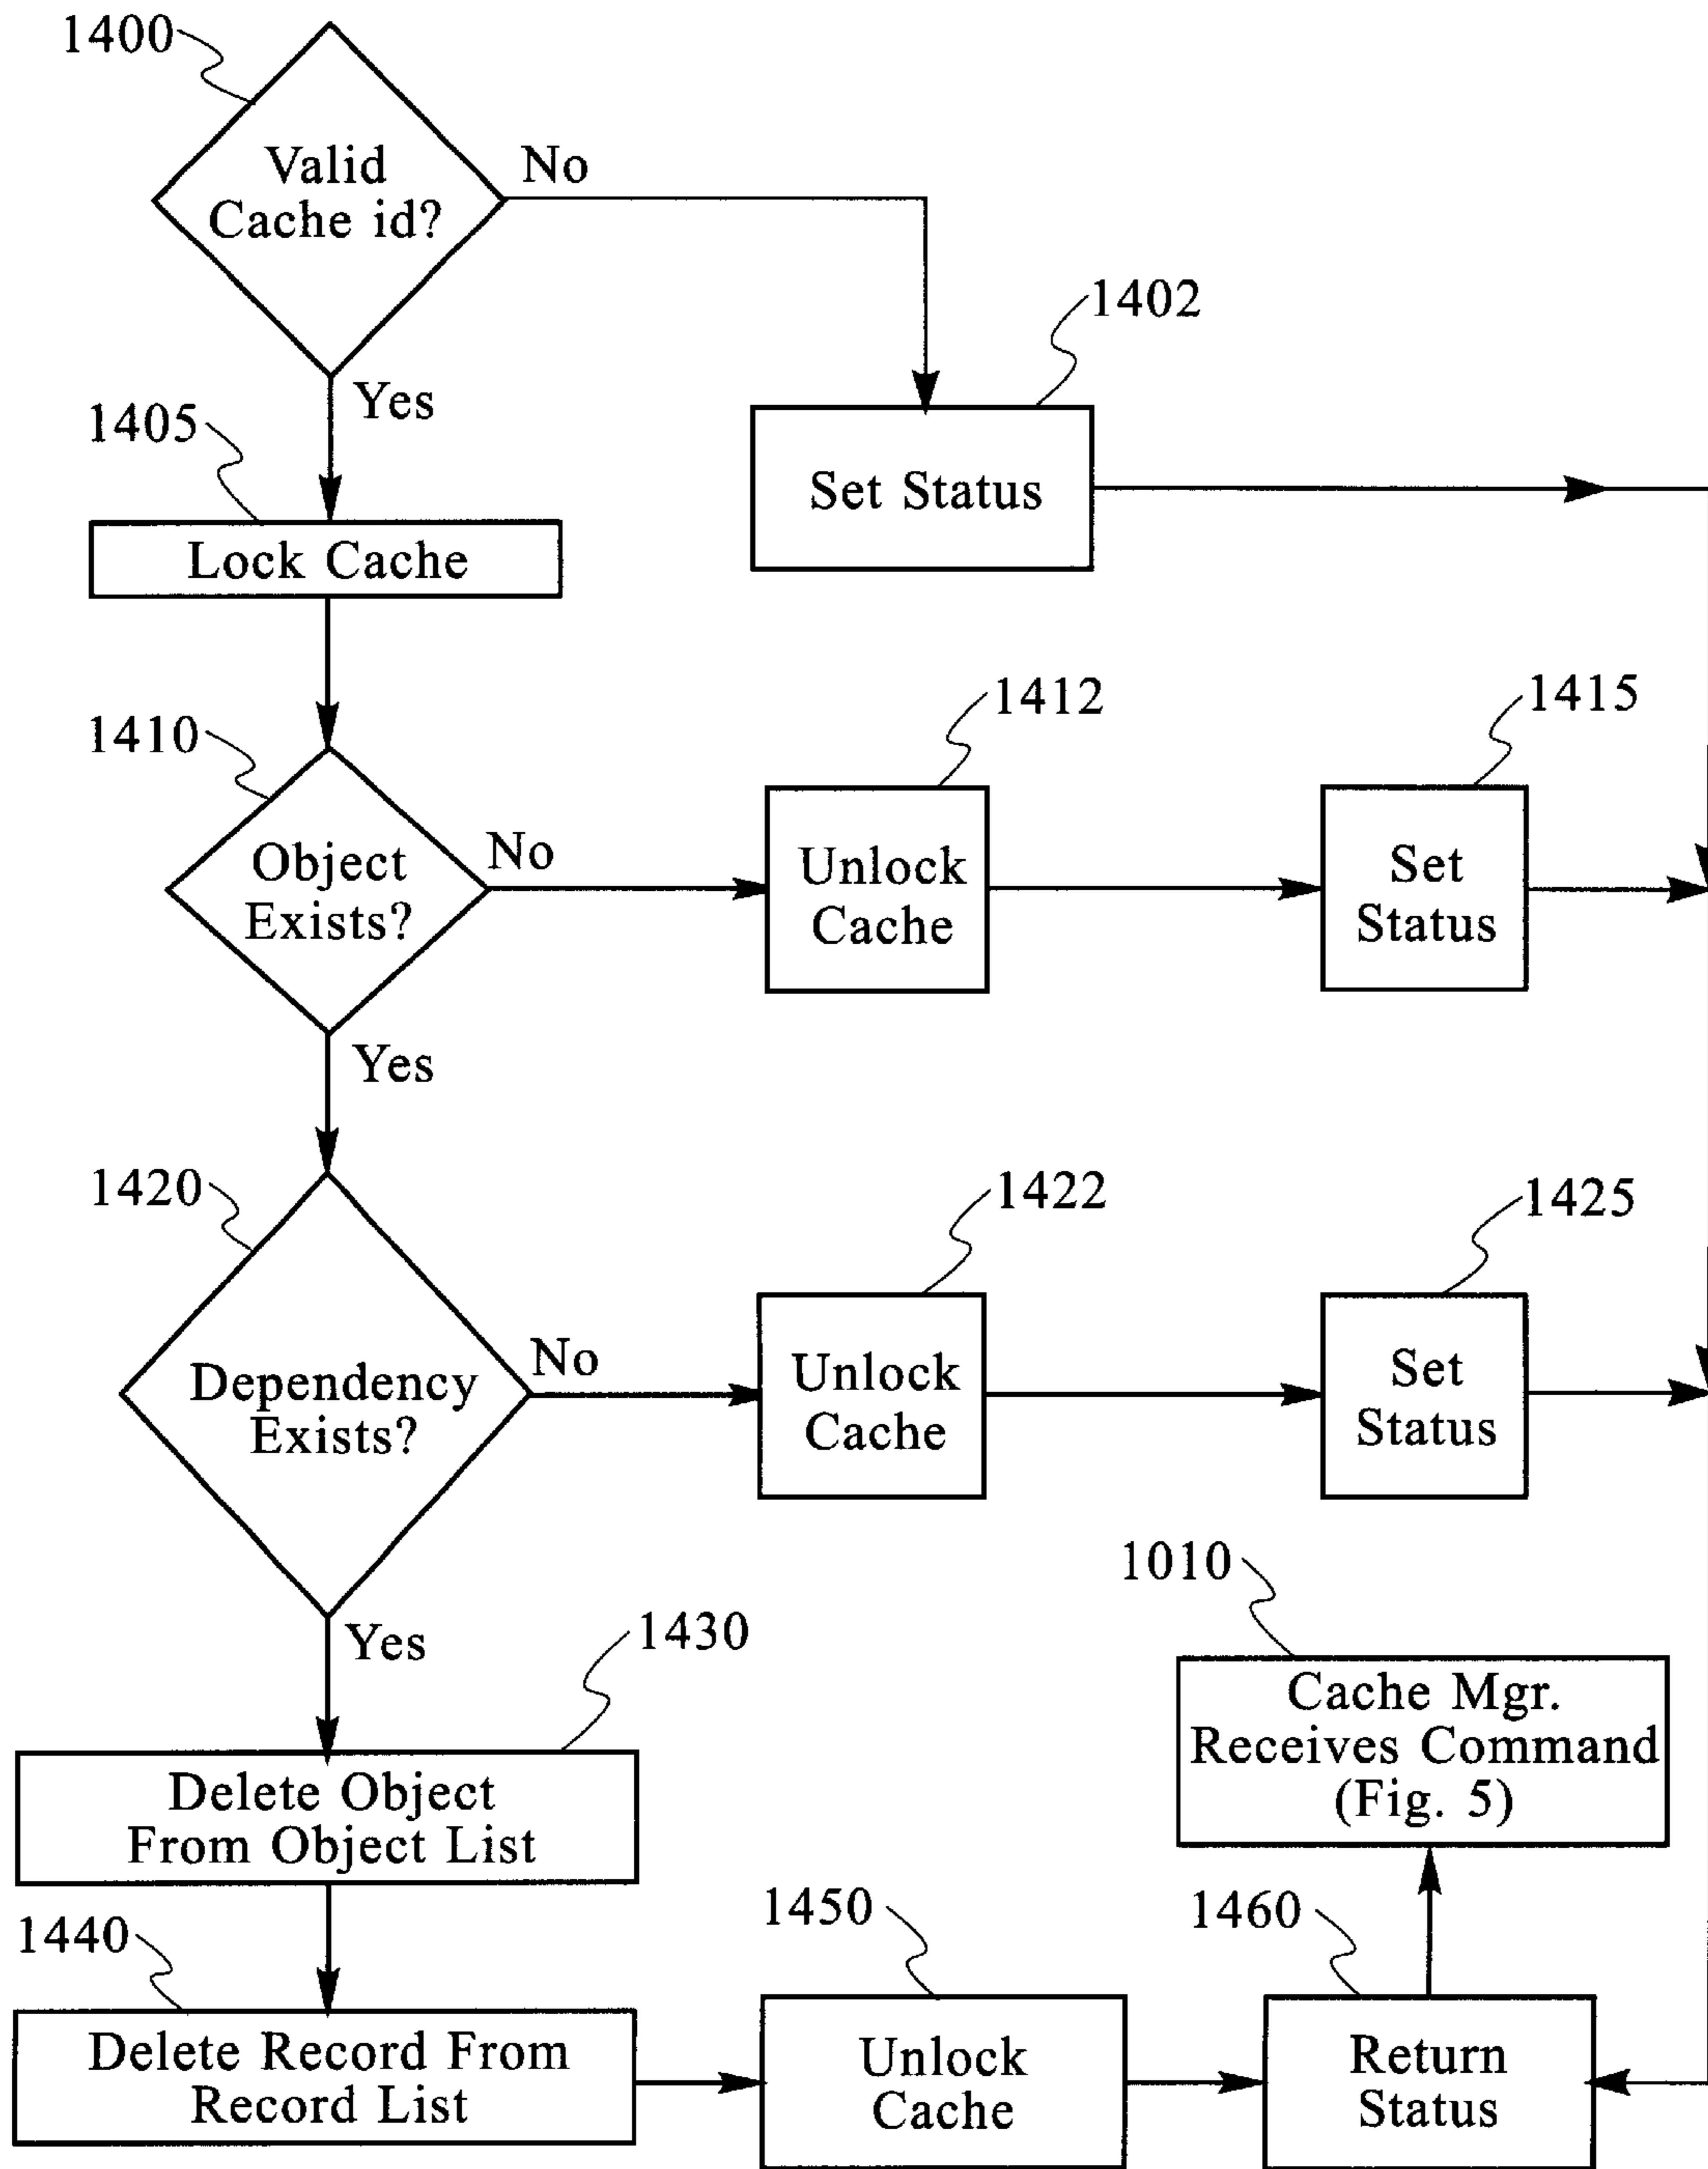 1400
Valid
Cache id?
No
Yes
1402
Set Status
1405
Lock Cache
1410
Object
Exists?
No
Yes
1412
Unlock
Cache
1415
Set
Status
1420
Dependency
Exists?
No
Yes
1422
Unlock
Cache
1425
Set
Status
1430
Delete Object
From Object List
1010
Cache Mgr.
Receives Command
(Fig. 5)
1440
Delete Record From
Record List
1450
Unlock
Cache
1460
Return
Status